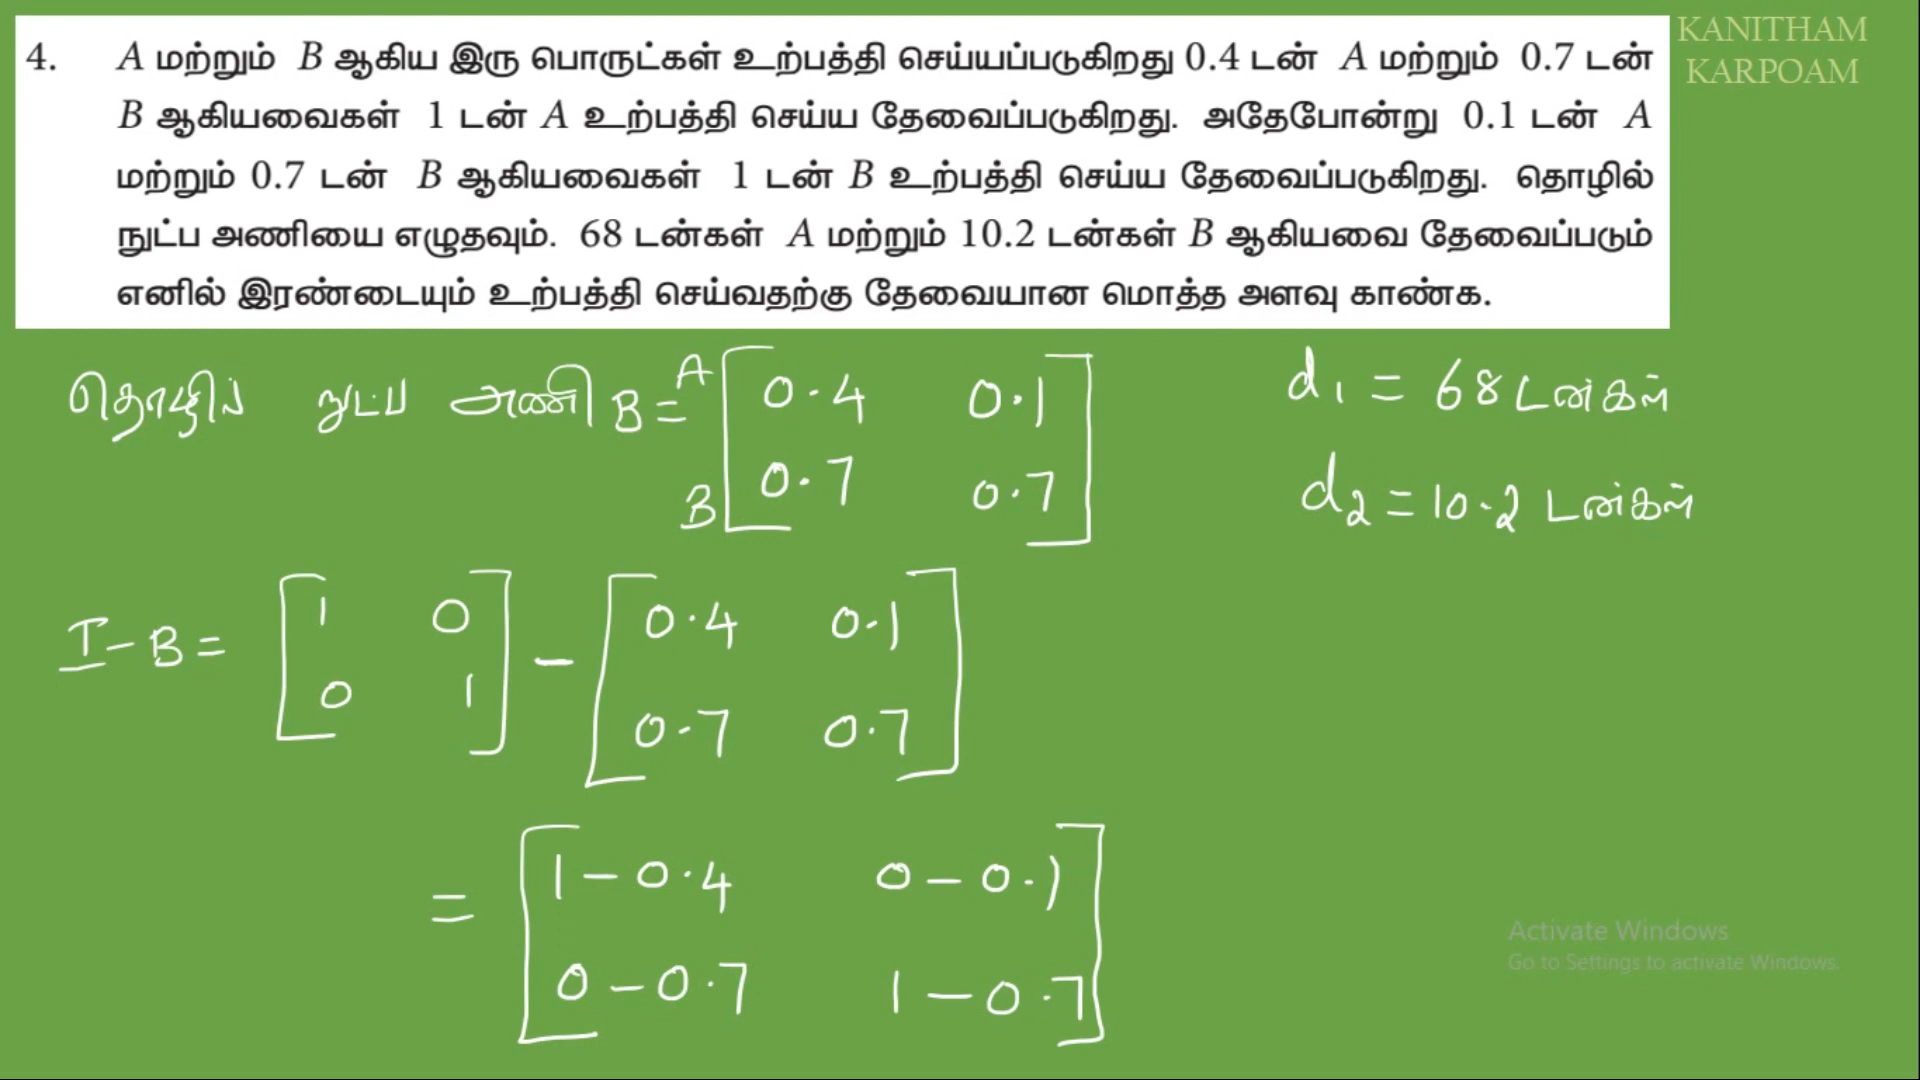 KANITHAM
KARPOAM
4. A மற்றும் B ஆகிய இரு பொருட்கள் உற்பத்தி செய்யப்படுகிறது 0.4 டன் A மற்றும் 0.7 டன்
B ஆகியவைகள் 1 டன் A உற்பத்தி செய்ய தேவைப்படுகிறது. அதேபோன்று 0.1 டன் A
மற்றும் 0.7 டன் B ஆகியவைகள் 1 டன் B உற்பத்தி செய்ய தேவைப்படுகிறது. தொழில்
நுட்ப அணியை எழுதவும். 68 டன்கள் A மற்றும் 10.2 டன்கள் B ஆகியவை தேவைப்படும்
எனில் இரண்டையும் உற்பத்தி செய்வதற்கு தேவையான மொத்த அளவு காண்க.
தொழில் நுட்ப அணி B = A [ 0.4 0.1
B 0.7 0.7 ]
d1 = 68 டன்கள்
d2 = 10.2 டன்கள்
I - B = [ 1 0
0 1 ] - [ 0.4 0.1
0.7 0.7 ]
= [ 1 - 0.4 0 - 0.1
0 - 0.7 1 - 0.7 ]
Activate Windows
Go to Settings to activate Windows.